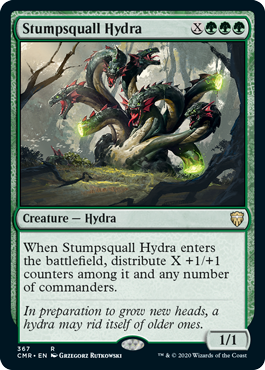 Stumpsquall Hydra X
Creature — Hydra
When Stumpsquall Hydra enters
the battlefield, distribute X +1/+1
counters among it and any number
of commanders.
In preparation to grow new heads, a
hydra may rid itself of older ones.
1/1
367 R
CMR • EN GRZEGORZ RUTKOWSKI ™ & © 2020 Wizards of the Coast